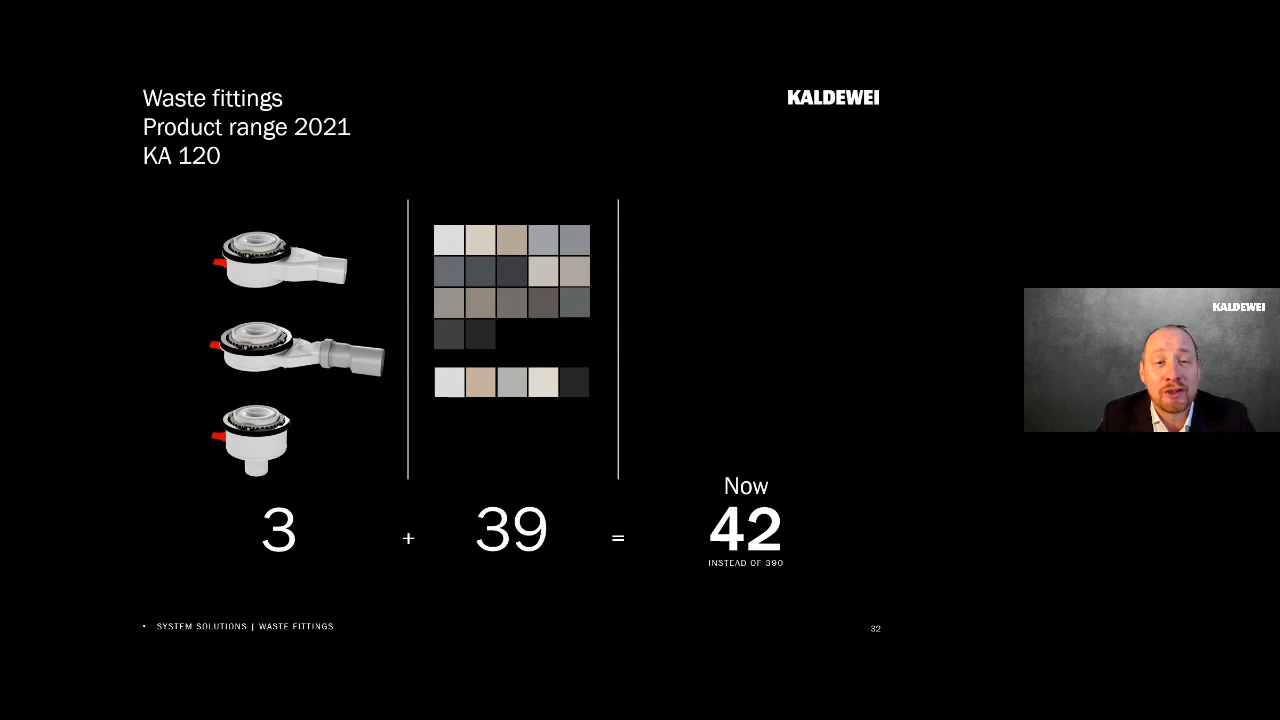 Waste fittings
Product range 2021
KA 120
KALDEWEI
KALDEWEI
3 + 39 = Now
42
INSTEAD OF 390
• SYSTEM SOLUTIONS | WASTE FITTINGS
32